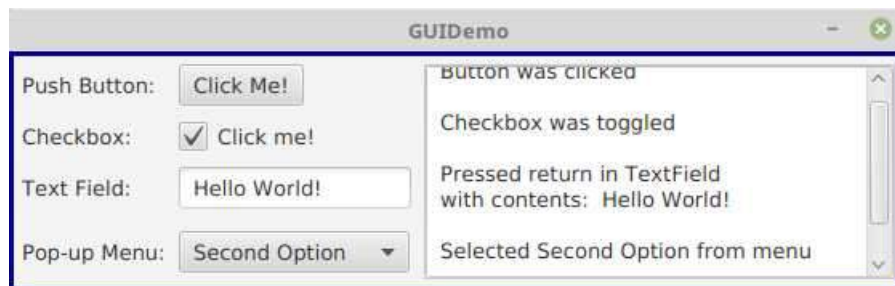 GUIDemo
Push Button: Click Me!
Checkbox: Click me!
Text Field: Hello World!
Pop-up Menu: Second Option
Button was clicked
Checkbox was toggled
Pressed return in TextField
with contents: Hello World!
Selected Second Option from menu